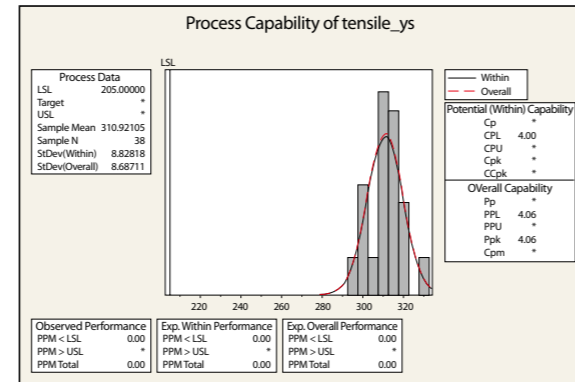 Process Capability of tensile_ys
LSL
Process Data
LSL 205.00000
Target *
USL *
Sample Mean 310.92105
Sample N 38
StDev(Within) 8.82818
StDev(Overall) 8.68711
Within
Overall
Potential (Within) Capability
Cp *
CPL 4.00
CPU *
Cpk *
CCpk *
OVerall Capability
Pp *
PPL 4.06
PPU *
Ppk 4.06
Cpm *
220 240 260 280 300 320
Observed Performance
PPM < LSL 0.00
PPM > USL *
PPM Total 0.00
Exp. Within Performance
PPM < LSL 0.00
PPM > USL *
PPM Total 0.00
Exp. Overall Performance
PPM < LSL 0.00
PPM > USL *
PPM Total 0.00